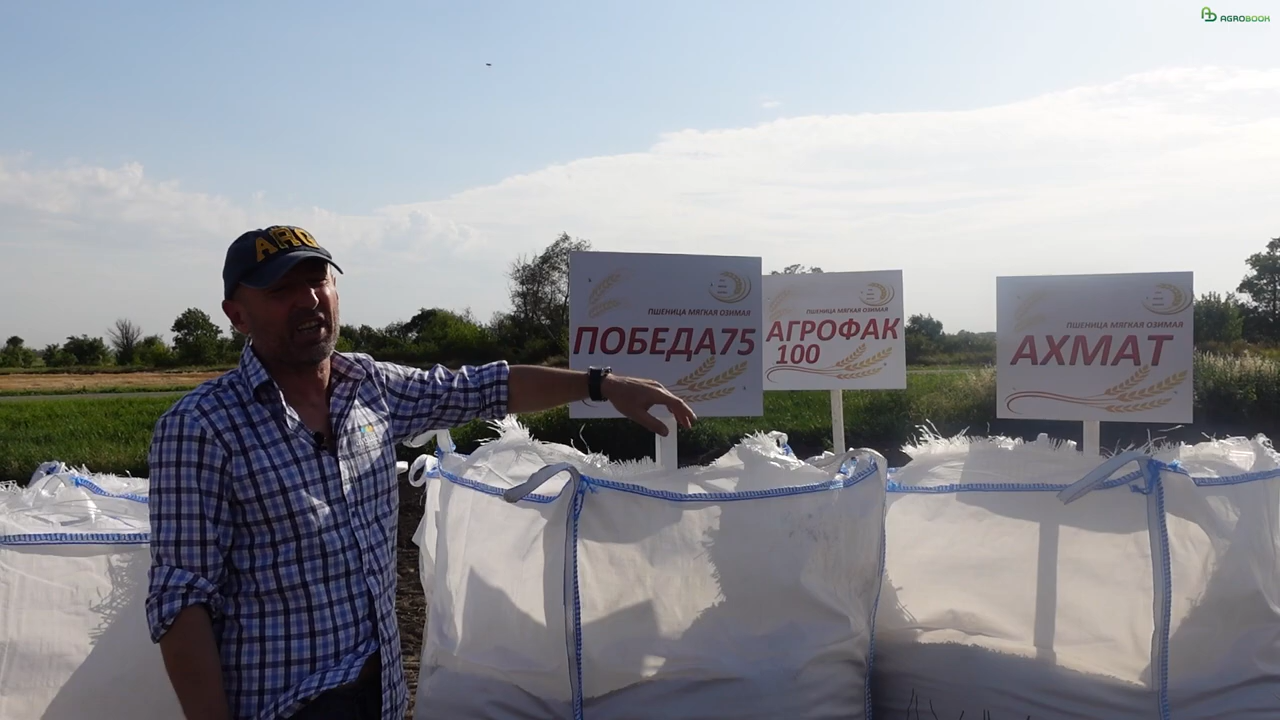 AGROBOOK
ARG
ПШЕНИЦА МЯГКАЯ ОЗИМАЯ
ПОБЕДА75
ПШЕНИЦА МЯГКАЯ ОЗИМАЯ
АГРОФАК
100
ПШЕНИЦА МЯГКАЯ ОЗИМАЯ
АХМАТ